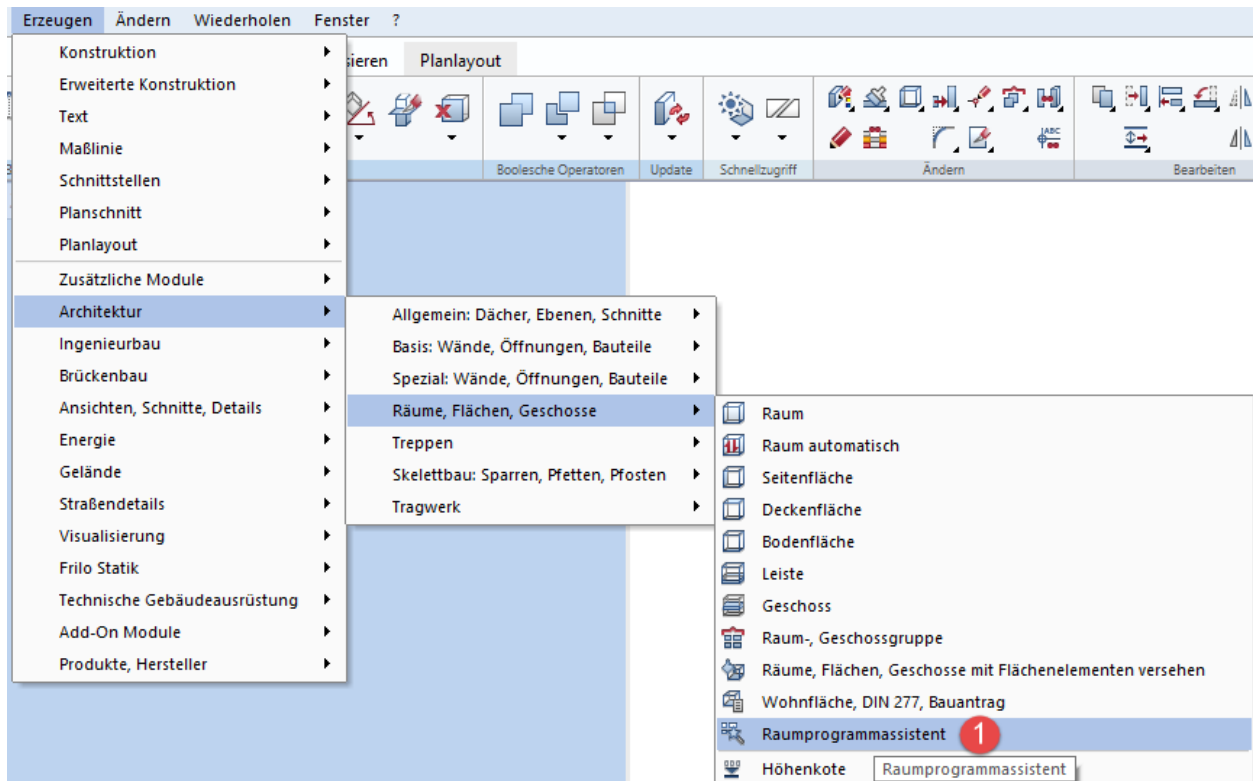 Erzeugen Ändern Wiederholen Fenster ?
Konstruktion
Erweiterte Konstruktion
Text
Maßlinie
Schnittstellen
Planschnitt
Planlayout
Zusätzliche Module
Architektur
Ingenieurbau
Brückenbau
Ansichten, Schnitte, Details
Energie
Gelände
Straßendetails
Visualisierung
Frilo Statik
Technische Gebäudeausrüstung
Add-On Module
Produkte, Hersteller
sieren Planlayout
ABC
Boolesche Operatoren Update Schnellzugriff Ändern Bearbeiten
Allgemein: Dächer, Ebenen, Schnitte
Basis: Wände, Öffnungen, Bauteile
Spezial: Wände, Öffnungen, Bauteile
Räume, Flächen, Geschosse
Treppen
Skelettbau: Sparren, Pfetten, Pfosten
Tragwerk
Raum
Raum automatisch
Seitenfläche
Deckenfläche
Bodenfläche
Leiste
Geschoss
Raum-, Geschossgruppe
Räume, Flächen, Geschosse mit Flächenelementen versehen
Wohnfläche, DIN 277, Bauantrag
Raumprogrammassistent 1
Höhenkote Raumprogrammassistent